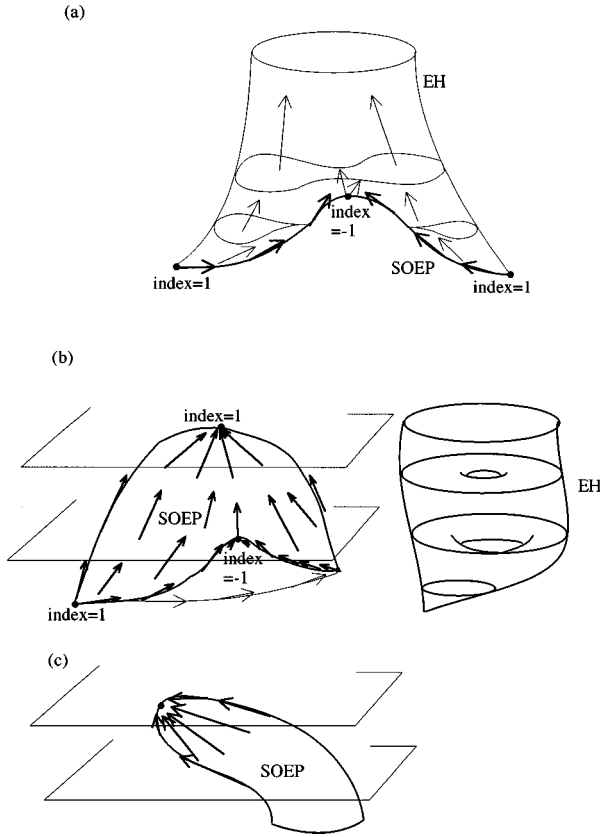 (a)
EH
index
=-1
SOEP
index=1
index=1
(b)
index=1
SOEP
EH
index
=-1
index=1
(c)
SOEP